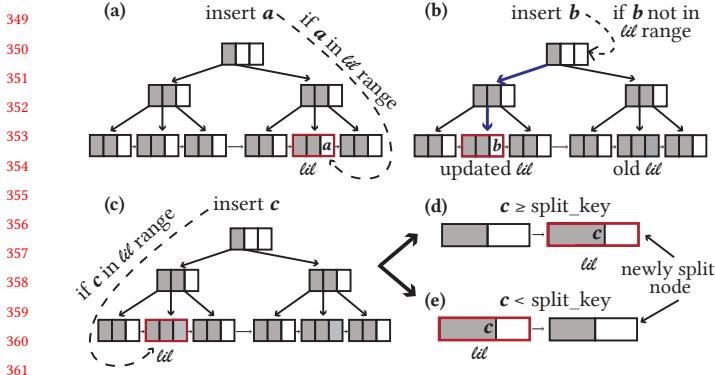 349
350
351
352
353
354
355
356
357
358
359
360
361
(a)
insert a
if a in lil range
a
lil
(b)
insert b
if b not in
lil range
b
updated lil
old lil
(c)
insert c
if c in lil range
lil
(d)
c ≥ split_key
c
lil
newly split
node
(e)
c < split_key
c
lil